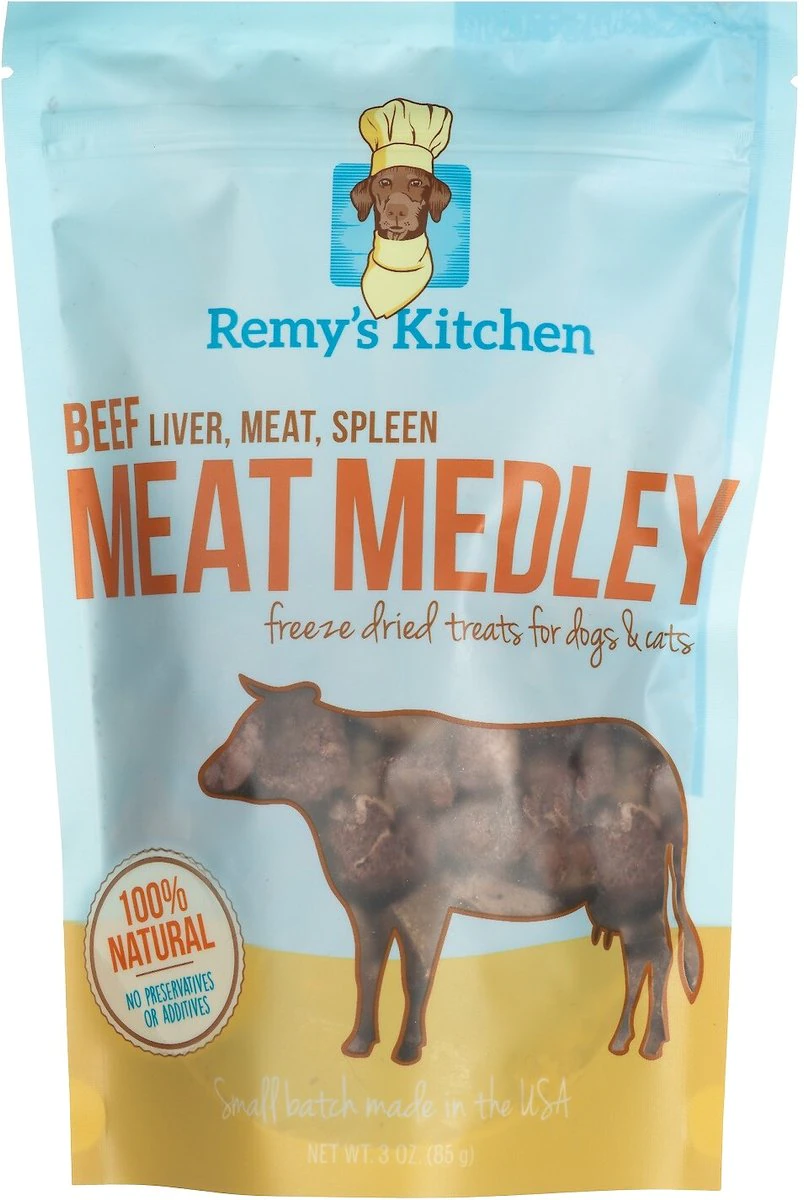 Remy's Kitchen
BEEF LIVER, MEAT, SPLEEN
MEAT MEDLEY
freeze dried treats for dogs & cats
100%
NATURAL
NO PRESERVATIVES
OR ADDITIVES
Small batch made in the USA
NET WT. 3 OZ. (85 g)